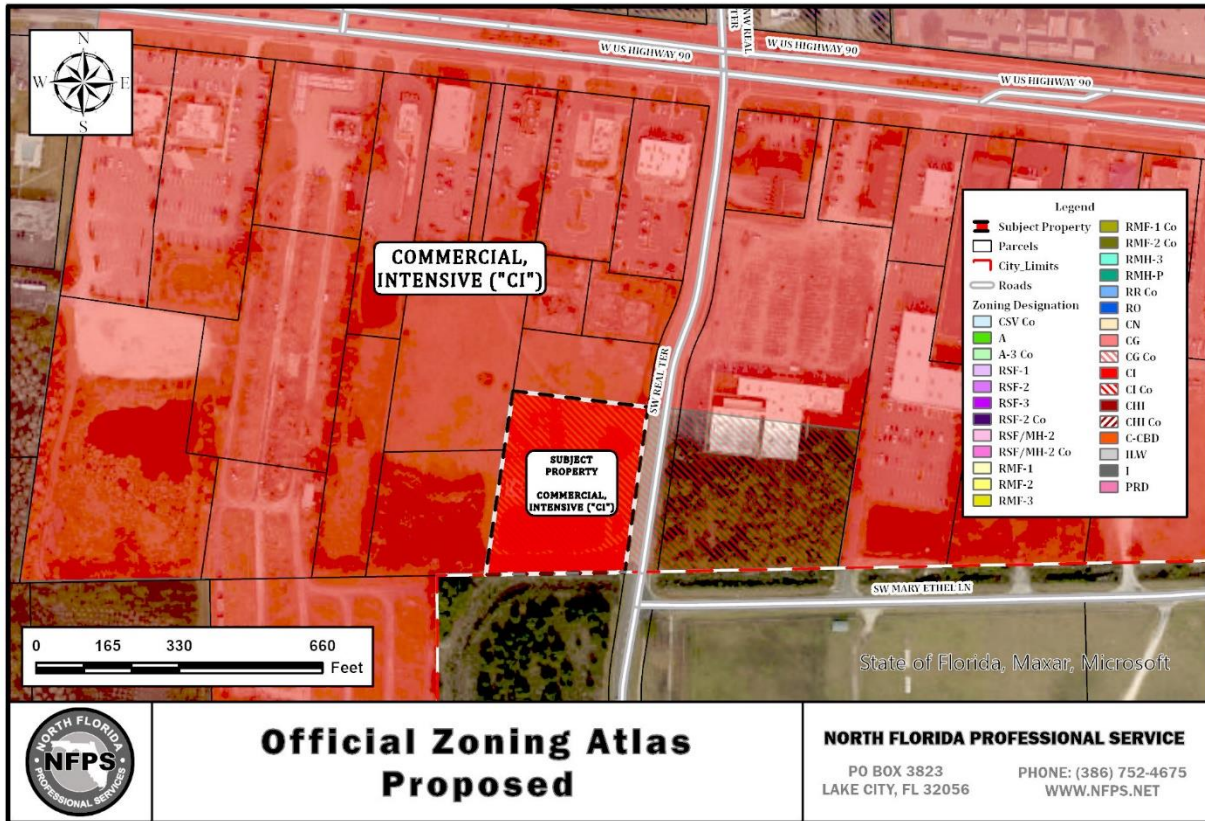 N
W E
S
W US HIGHWAY 90
W US HIGHWAY 90
W US HIGHWAY 90
NW REAL
TER
COMMERCIAL,
INTENSIVE ("CI")
SW REAL TER
SUBJECT
PROPERTY
COMMERCIAL,
INTENSIVE ("CI")
SW MARY ETHEL LN
Legend
Subject Property
Parcels
City_Limits
Roads
Zoning Designation
CSV Co
A
A-3 Co
RSF-1
RSF-2
RSF-3
RSF-2 Co
RSF/MH-2
RSF/MH-2 Co
RMF-1
RMF-2
RMF-3
RMF-1 Co
RMF-2 Co
RMH-3
RMH-P
RR Co
RO
CN
CG
CG Co
CI
CI Co
CHI
CHI Co
C-CBD
ILW
I
PRD
0 165 330 660
Feet
State of Florida, Maxar, Microsoft
NORTH FLORIDA
NFPS
PROFESSIONAL SERVICES
Official Zoning Atlas
Proposed
NORTH FLORIDA PROFESSIONAL SERVICE
PO BOX 3823
LAKE CITY, FL 32056
PHONE: (386) 752-4675
WWW.NFPS.NET